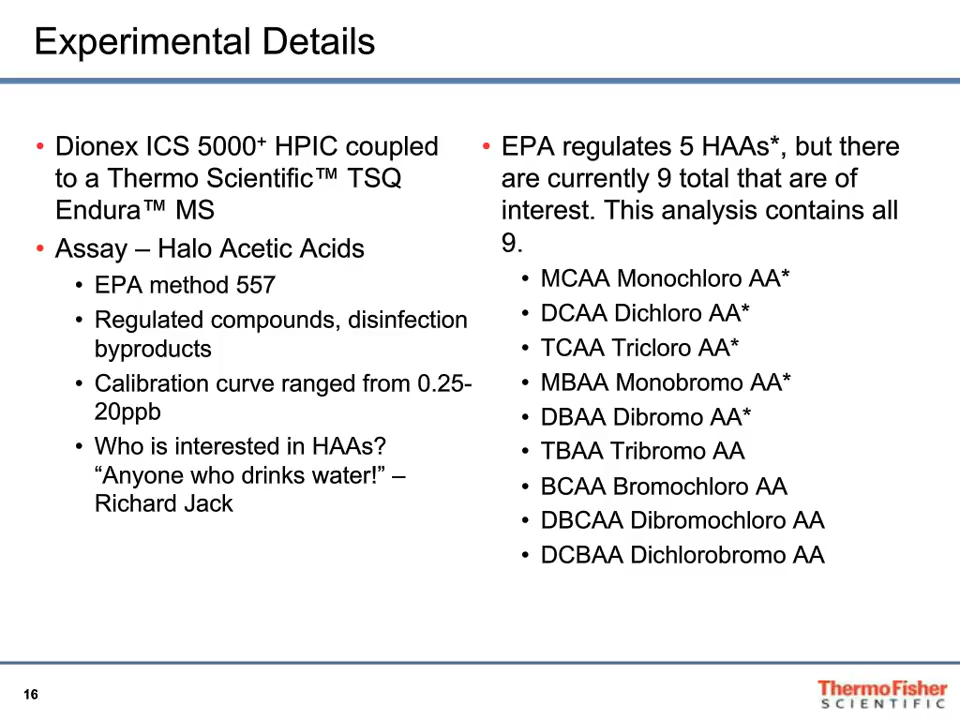 Experimental Details
• Dionex ICS 5000+ HPIC coupled
to a Thermo Scientific™ TSQ
Endura™ MS
• Assay – Halo Acetic Acids
• EPA method 557
• Regulated compounds, disinfection
byproducts
• Calibration curve ranged from 0.25-
20ppb
• Who is interested in HAAs?
“Anyone who drinks water!” –
Richard Jack
• EPA regulates 5 HAAs*, but there
are currently 9 total that are of
interest. This analysis contains all
9.
• MCAA Monochloro AA*
• DCAA Dichloro AA*
• TCAA Tricloro AA*
• MBAA Monobromo AA*
• DBAA Dibromo AA*
• TBAA Tribromo AA
• BCAA Bromochloro AA
• DBCAA Dibromochloro AA
• DCBAA Dichlorobromo AA
16
ThermoFisher
SCIENTIFIC